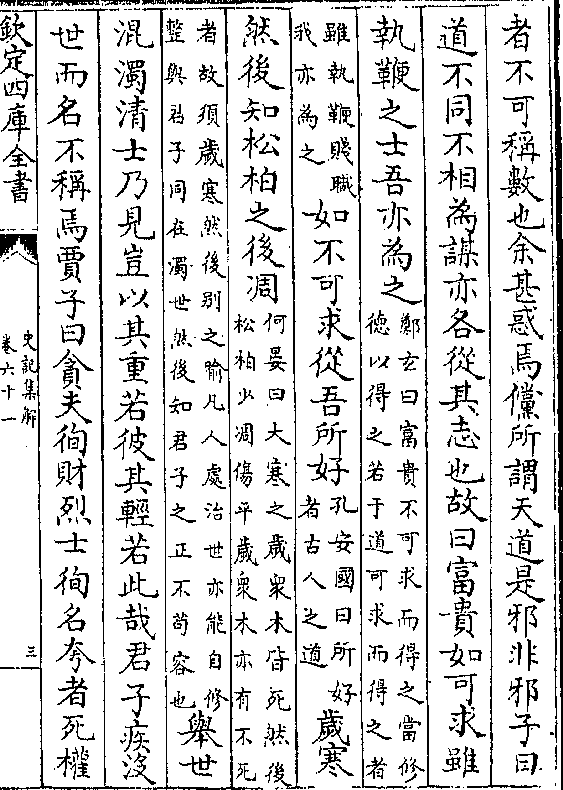 者不可稱數也余甚惑焉儻所謂天道是邪非邪子曰
道不同不相為謀亦各從其志也故曰富貴如可求雖
執鞭之士吾亦為之
鄭玄曰富貴不可求而得之當修
德以得之若于道可求而得之者
雖執鞭賤職
我亦為之
如不可求從吾所好
孔安國曰所好
者古人之道
歲寒
然後知松柏之後凋
何晏曰大寒之歲衆木皆死然後
松柏少凋傷平歲衆木亦有不死
者故須歲寒然後別之喻凡人處治世亦能自修
整與君子同在濁世然後知君子之正不苟容也
舉世
混濁清士乃見豈以其重若彼其輕若此哉君子疾沒
世而名不稱焉賈子曰貪夫徇財烈士徇名夸者死權
欽定四庫全書
史記集解
卷六十一
三